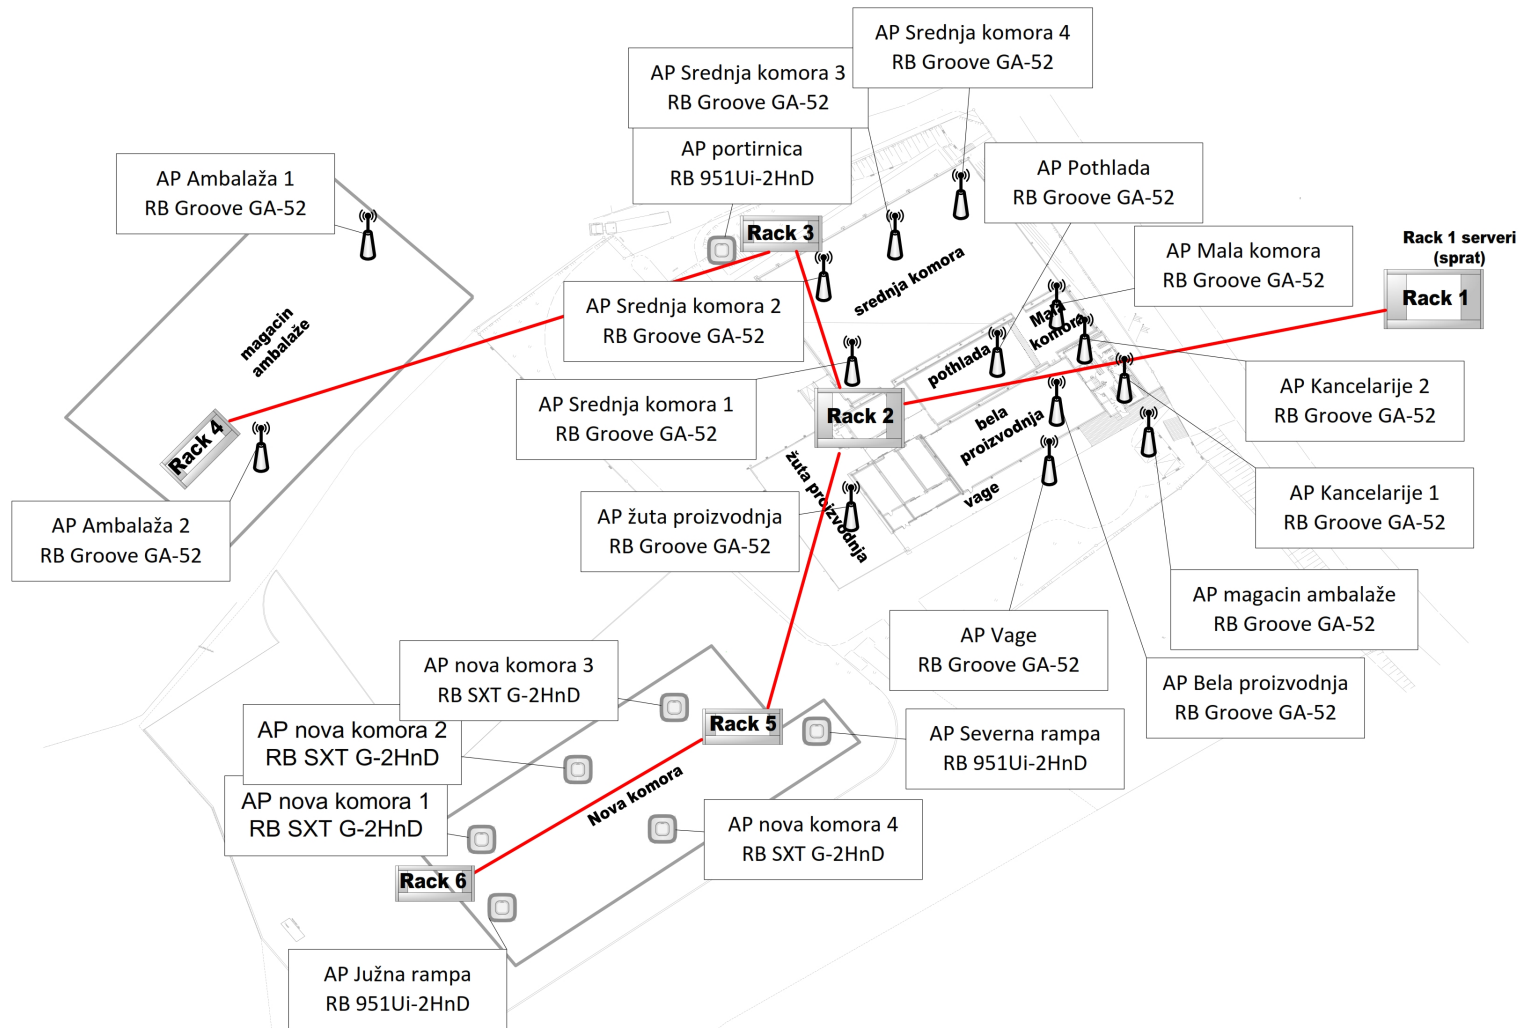 AP Srednja komora 4
RB Groove GA-52
AP Srednja komora 3
RB Groove GA-52
AP portirnica
RB 951Ui-2HnD
AP Ambalaža 1
RB Groove GA-52
AP Pothlada
RB Groove GA-52
Rack 3
AP Mala komora
RB Groove GA-52
Rack 1 serveri
(sprat)
Rack 1
srednja komora
AP Srednja komora 2
RB Groove GA-52
magacin
ambalaže
Mala
komora
pothlada
AP Srednja komora 1
RB Groove GA-52
Rack 2
AP Kancelarije 2
RB Groove GA-52
bela
proizvodnja
Rack 4
žuta proizvodnja
vage
AP Kancelarije 1
RB Groove GA-52
AP Ambalaža 2
RB Groove GA-52
AP žuta proizvodnja
RB Groove GA-52
AP magacin ambalaže
RB Groove GA-52
AP Vage
RB Groove GA-52
AP Bela proizvodnja
RB Groove GA-52
AP nova komora 3
RB SXT G-2HnD
Rack 5
AP nova komora 2
RB SXT G-2HnD
AP Severna rampa
RB 951Ui-2HnD
Nova komora
AP nova komora 1
RB SXT G-2HnD
AP nova komora 4
RB SXT G-2HnD
Rack 6
AP Južna rampa
RB 951Ui-2HnD